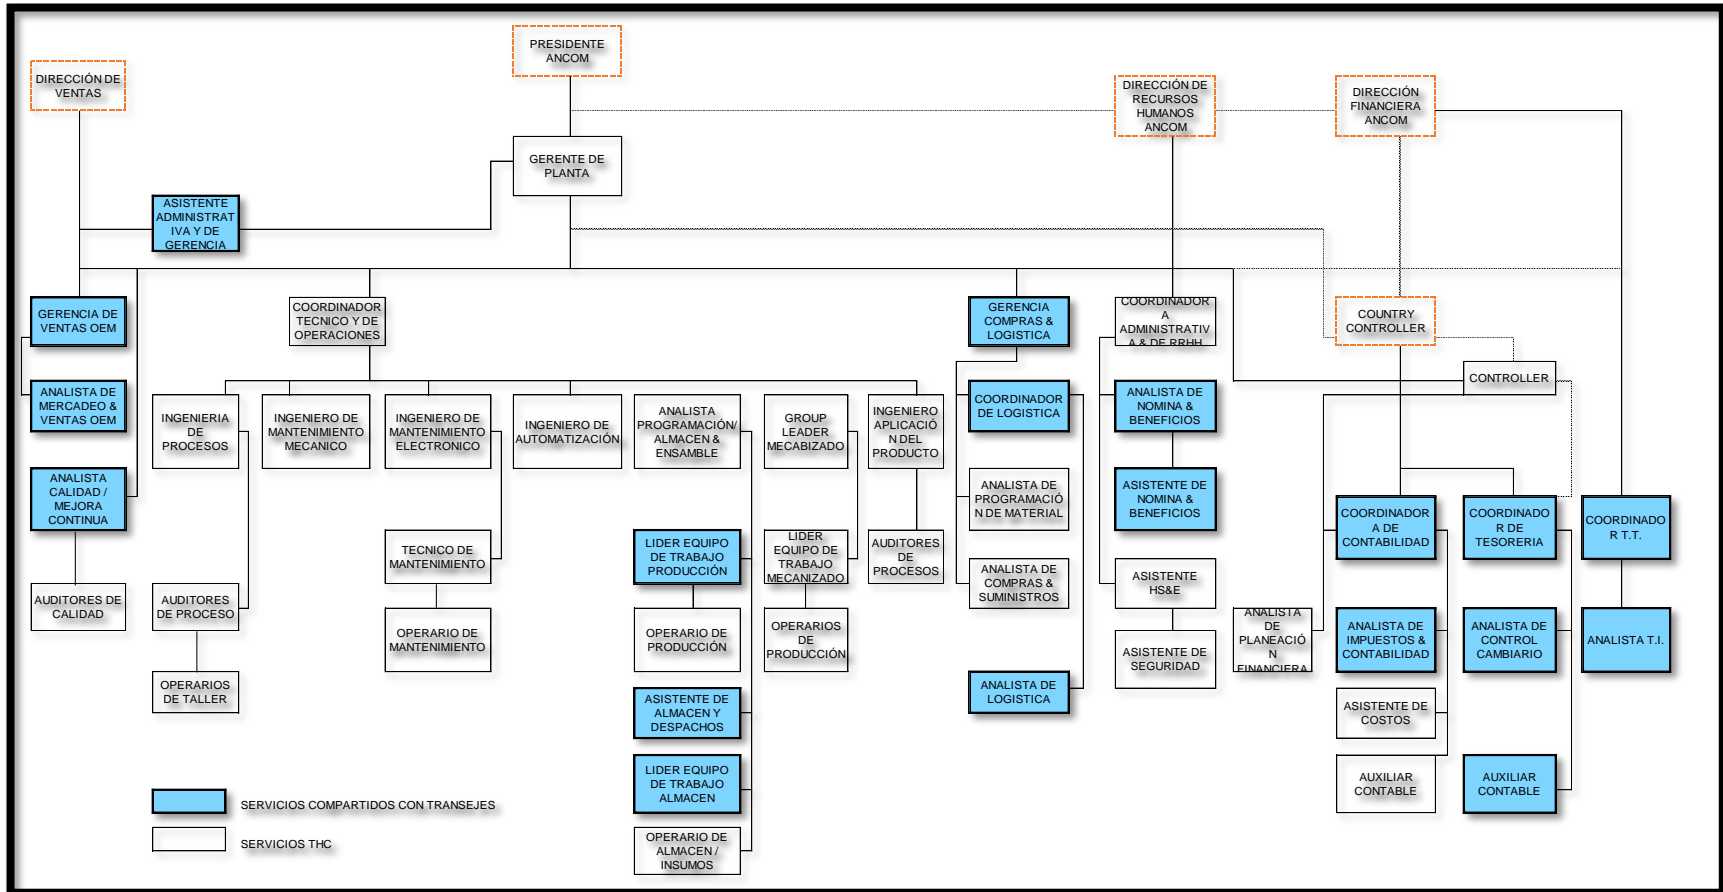 PRESIDENTE
ANCOM
DIRECCIÓN DE
VENTAS
DIRECCIÓN DE
RECURSOS
HUMANOS
ANCOM
DIRECCIÓN
FINANCIERA
ANCOM
GERENTE DE
PLANTA
ASISTENTE
ADMINISTRAT
IVA Y DE
GERENCIA
GERENCIA DE
VENTAS OEM
COORDINADOR
TECNICO Y DE
OPERACIONES
GERENCIA
COMPRAS &
LOGISTICA
COORDINADOR
A
ADMINISTRATIV
A & DE RRHH
COUNTRY
CONTROLLER
CONTROLLER
ANALISTA DE
MERCADEO &
VENTAS OEM
INGENIERIA
DE
PROCESOS
INGENIERO DE
MANTENIMIENTO
MECANICO
INGENIERO DE
MANTENIMIENTO
ELECTRONICO
INGENIERO DE
AUTOMATIZACIÓN
ANALISTA
PROGRAMACIÓN/
ALMACEN &
ENSAMBLE
GROUP
LEADER
MECABIZADO
INGENIERO
APLICACIÓ
N DEL
PRODUCTO
COORDINADOR
DE LOGISTICA
ANALISTA DE
NOMINA &
BENEFICIOS
ANALISTA
CALIDAD /
MEJORA
CONTINUA
ANALISTA DE
PROGRAMACIÓ
N DE MATERIAL
ASISTENTE DE
NOMINA &
BENEFICIOS
COORDINADOR
A DE
CONTABILIDAD
COORDINADO
R DE
TESORERIA
COORDINADO
R T.T.
TECNICO DE
MANTENIMIENTO
LIDER EQUIPO
DE TRABAJO
PRODUCCIÓN
LIDER
EQUIPO DE
TRABAJO
MECANIZADO
AUDITORES
DE
PROCESOS
ANALISTA DE
COMPRAS &
SUMINISTROS
ASISTENTE
HS&E
AUDITORES DE
CALIDAD
AUDITORES
DE PROCESO
OPERARIO DE
MANTENIMIENTO
OPERARIO DE
PRODUCCIÓN
OPERARIOS
DE
PRODUCCIÓN
ASISTENTE DE
SEGURIDAD
ANALISTA
DE
PLANEACIÓ
N
FINANCIERA
ANALISTA DE
IMPUESTOS &
CONTABILIDAD
ANALISTA DE
CONTROL
CAMBIARIO
ANALISTA T.I.
OPERARIOS
DE TALLER
ASISTENTE DE
ALMACEN Y
DESPACHOS
ANALISTA DE
LOGISTICA
ASISTENTE DE
COSTOS
LIDER EQUIPO
DE TRABAJO
ALMACEN
AUXILIAR
CONTABLE
AUXILIAR
CONTABLE
OPERARIO DE
ALMACEN /
INSUMOS
SERVICIOS COMPARTIDOS CON TRANSEJES
SERVICIOS THC